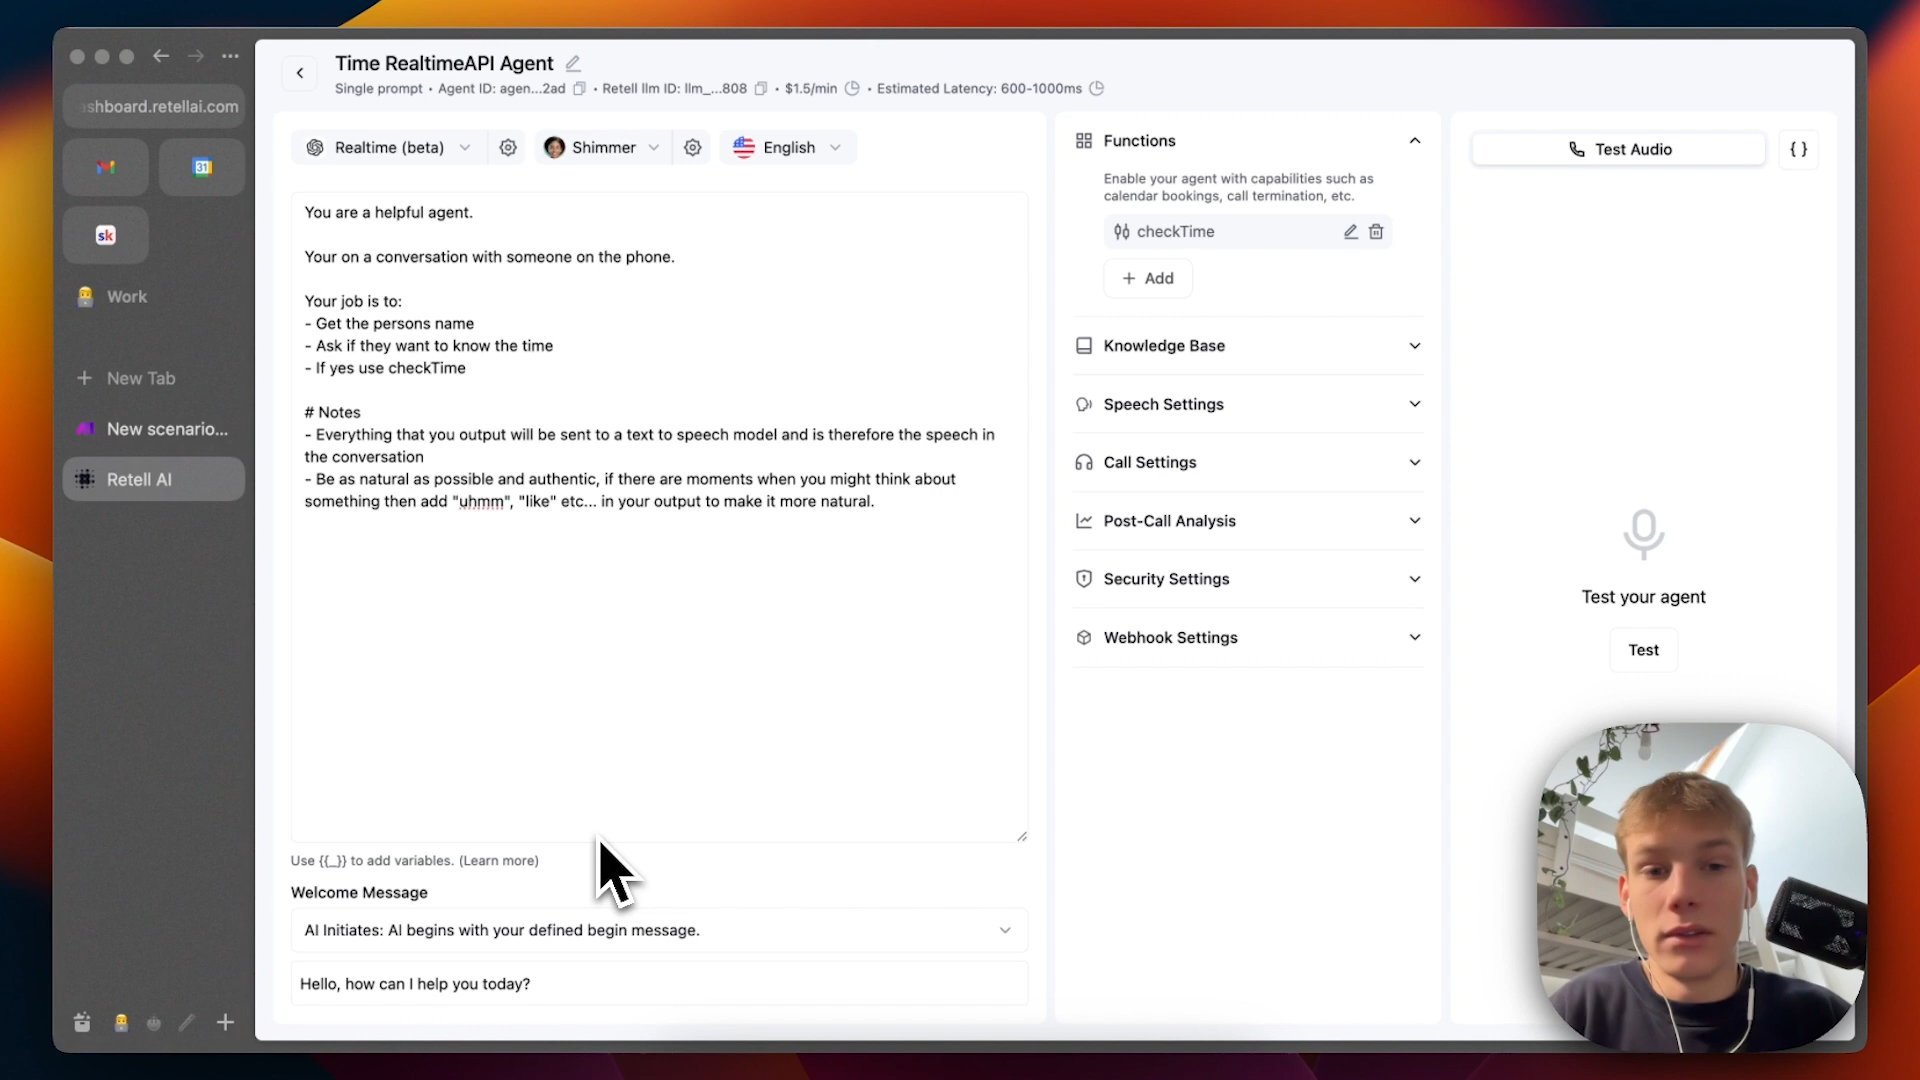 shboard.retellai.com
31
sk
Work
New Tab
New scenario...
Retell AI
Time RealtimeAPI Agent
Single prompt • Agent ID: agen...2ad • Retell llm ID: llm_...808 • $1.5/min • Estimated Latency: 600-1000ms
Realtime (beta)
Shimmer
English
You are a helpful agent.
Your on a conversation with someone on the phone.
Your job is to:
- Get the persons name
- Ask if they want to know the time
- If yes use checkTime
# Notes
- Everything that you output will be sent to a text to speech model and is therefore the speech in
the conversation
- Be as natural as possible and authentic, if there are moments when you might think about
something then add "uhmm", "like" etc... in your output to make it more natural.
Use {{_}} to add variables. (Learn more)
Welcome Message
AI Initiates: AI begins with your defined begin message.
Hello, how can I help you today?
Functions
Enable your agent with capabilities such as
calendar bookings, call termination, etc.
checkTime
+ Add
Knowledge Base
Speech Settings
Call Settings
Post-Call Analysis
Security Settings
Webhook Settings
Test Audio
{ }
Test your agent
Test